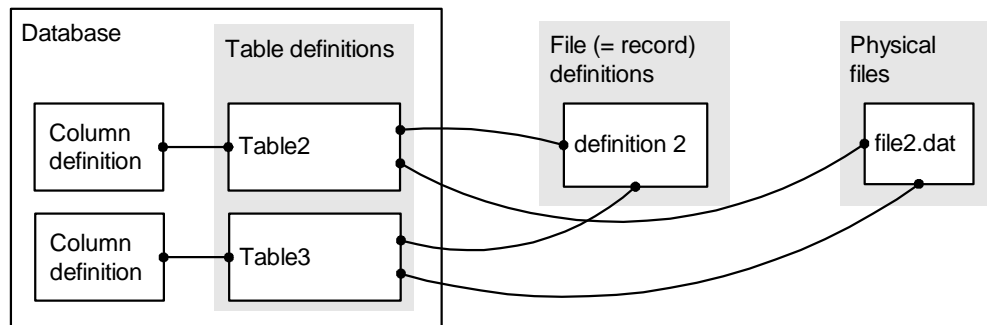 Database
Table definitions
File (= record)
definitions
Physical
files
Column
definition
Table2
definition 2
file2.dat
Column
definition
Table3